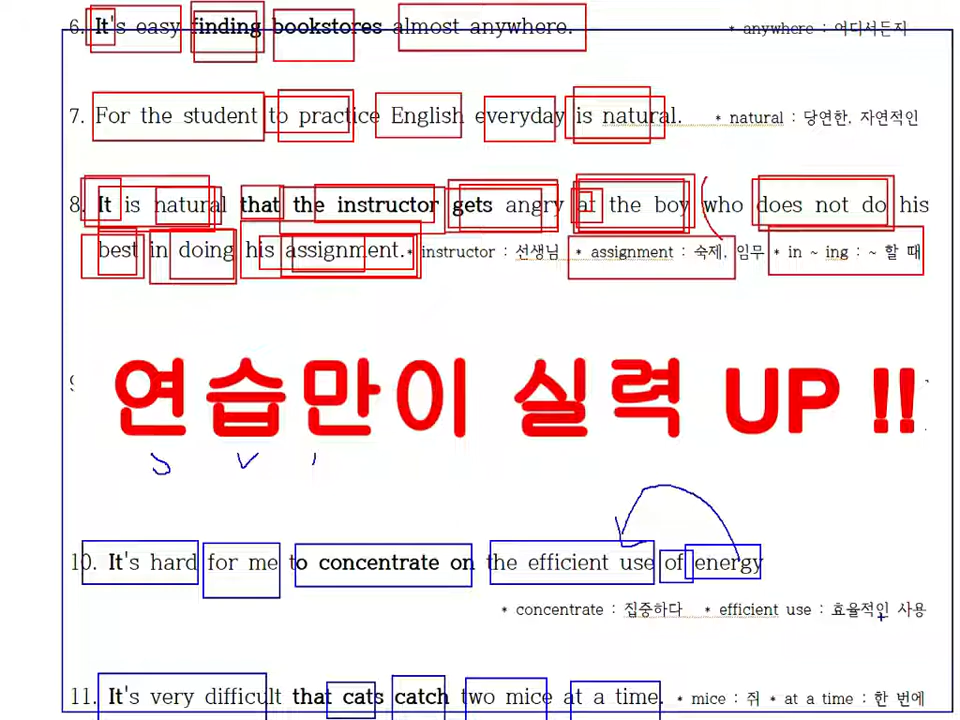 6. It's easy finding bookstores almost anywhere. * anywhere : 어디서든지
7. For the student to practice English everyday is natural. * natural : 당연한, 자연적인
8. It is natural that the instructor gets angry at the boy (who does not do his
best in doing his assignment. * instructor : 선생님 * assignment : 숙제, 임무 * in ~ ing : ~ 할 때
연습만이 실력 UP !!
S V
10. It's hard for me to concentrate on the efficient use of energy
* concentrate : 집중하다 * efficient use : 효율적인 사용
11. It's very difficult that cats catch two mice at a time. * mice : 쥐 * at a time : 한 번에